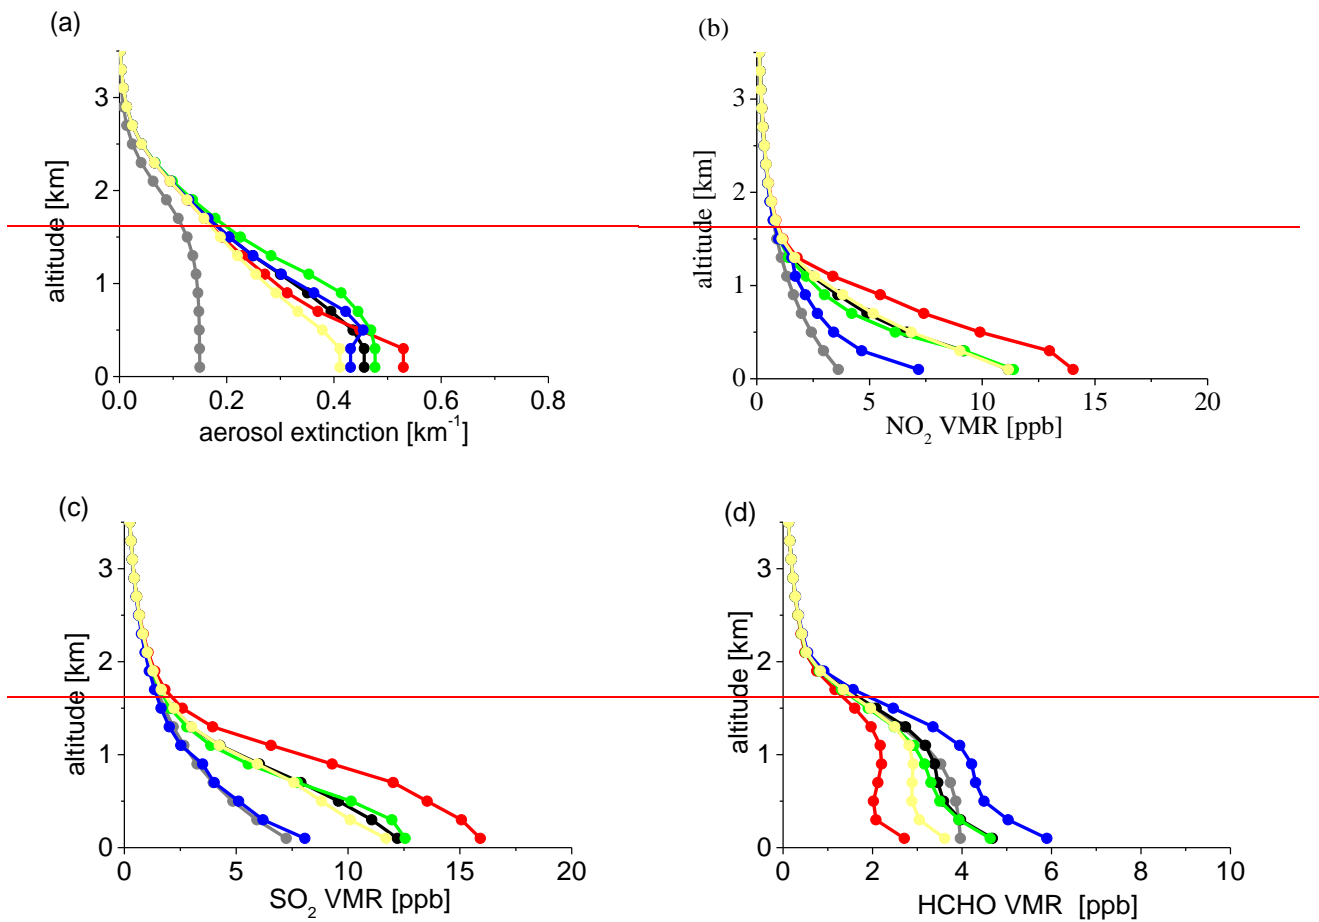 (a)
3
2
1
0
altitude [km]
0.0 0.2 0.4 0.6 0.8
aerosol extinction [km⁻¹]
(b)
3
2
1
0
altitude [km]
0 5 10 15 20
NO₂ VMR [ppb]
(c)
3
2
1
0
altitude [km]
0 5 10 15 20
SO₂ VMR [ppb]
(d)
3
2
1
0
altitude [km]
0 2 4 6 8 10
HCHO VMR [ppb]